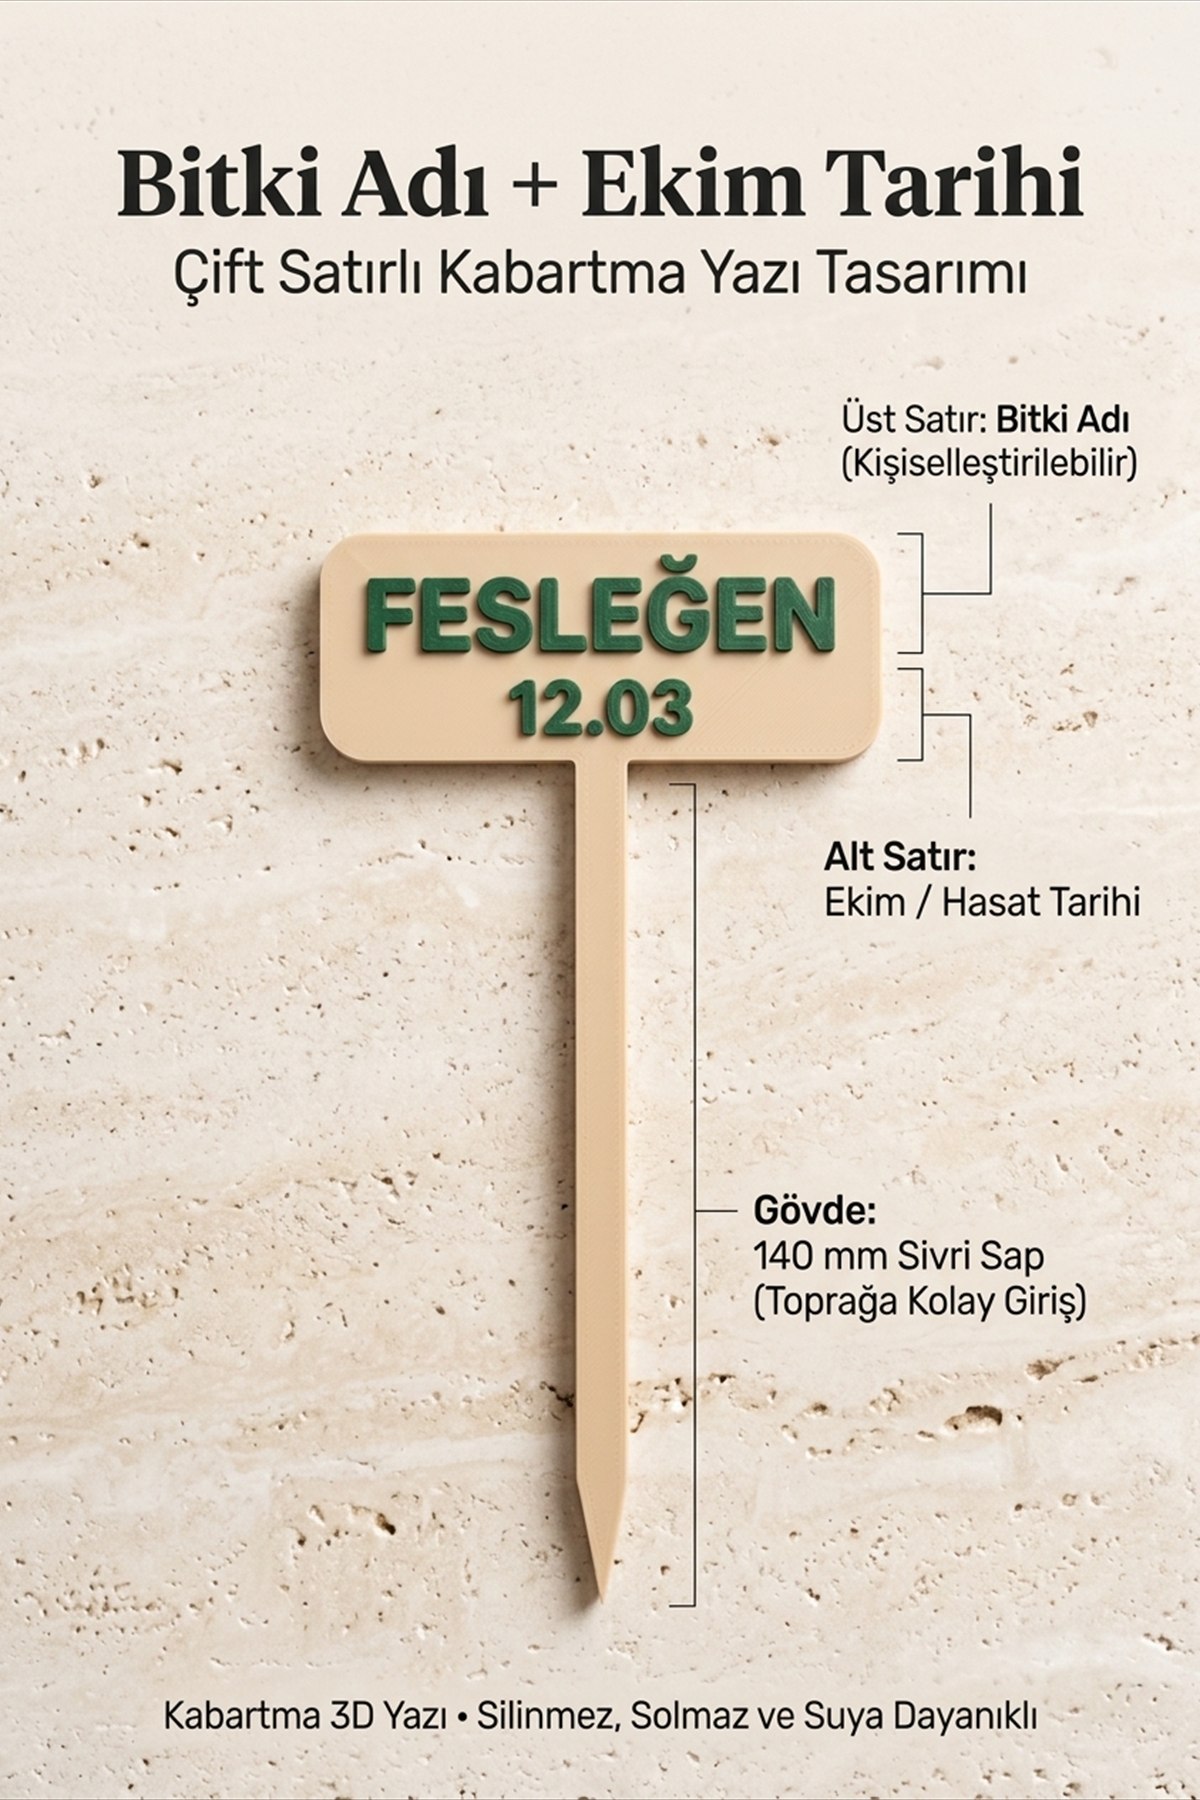 Bitki Adı + Ekim Tarihi
Çift Satırlı Kabartma Yazı Tasarımı
Üst Satır: Bitki Adı
(Kişiselleştirilebilir)
FESLEĞEN
12.03
Alt Satır:
Ekim / Hasat Tarihi
Gövde:
140 mm Sivri Sap
(Toprağa Kolay Giriş)
Kabartma 3D Yazı • Silinmez, Solmaz ve Suya Dayanıklı